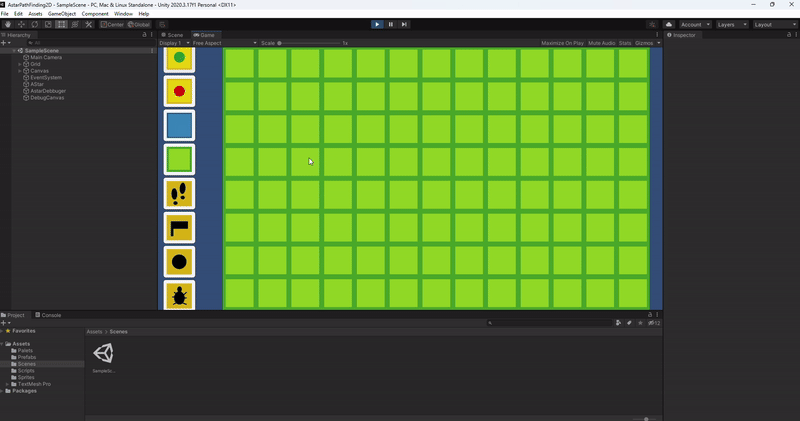 AstarPathFinding2D - SampleScene - PC, Mac & Linux Standalone - Unity 2020.3.17f1 Personal <DX11>
File Edit Assets GameObject Component Window Help
Center Global Account Layers Layout
Hierarchy Scene Game Inspector
Display 1 Free Aspect Scale 1x Maximize On Play Mute Audio Stats Gizmos
All
SampleScene
Main Camera
Grid
Canvas
EventSystem
AStar
AstarDebbuger
DebugCanvas
Project Console
12
Favorites
Assets > Scenes
Assets
Palets
Prefabs
Scenes
Scripts
Sprites
TextMesh Pro
Packages
SampleSc...